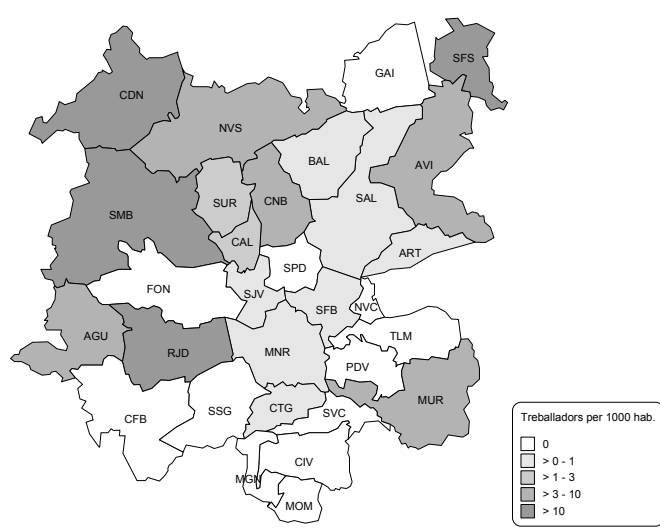 SFS
GAI
CDN
NVS
BAL
AVI
SUR
CNB
SAL
SMB
CAL
ART
SPD
FON
SJV
SFB
NVC
AGU
TLM
RJD
MNR
PDV
MUR
CFB
SSG
CTG
SVC
CIV
MGN
MOM
Treballadors per 1000 hab.
0
> 0 - 1
> 1 - 3
> 3 - 10
> 10